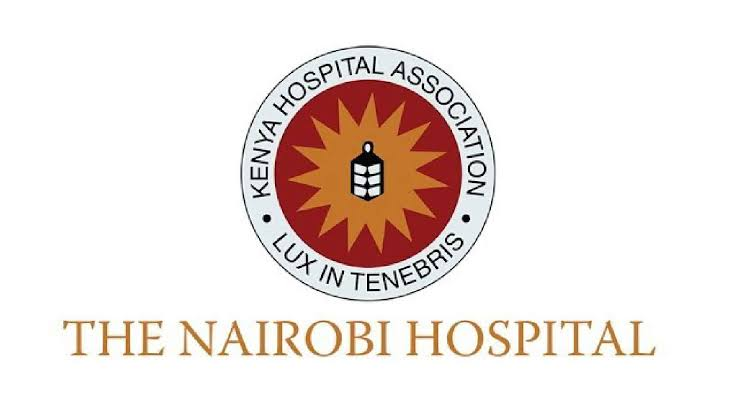 KENYA HOSPITAL ASSOCIATION
LUX IN TENEBRIS
THE NAIROBI HOSPITAL